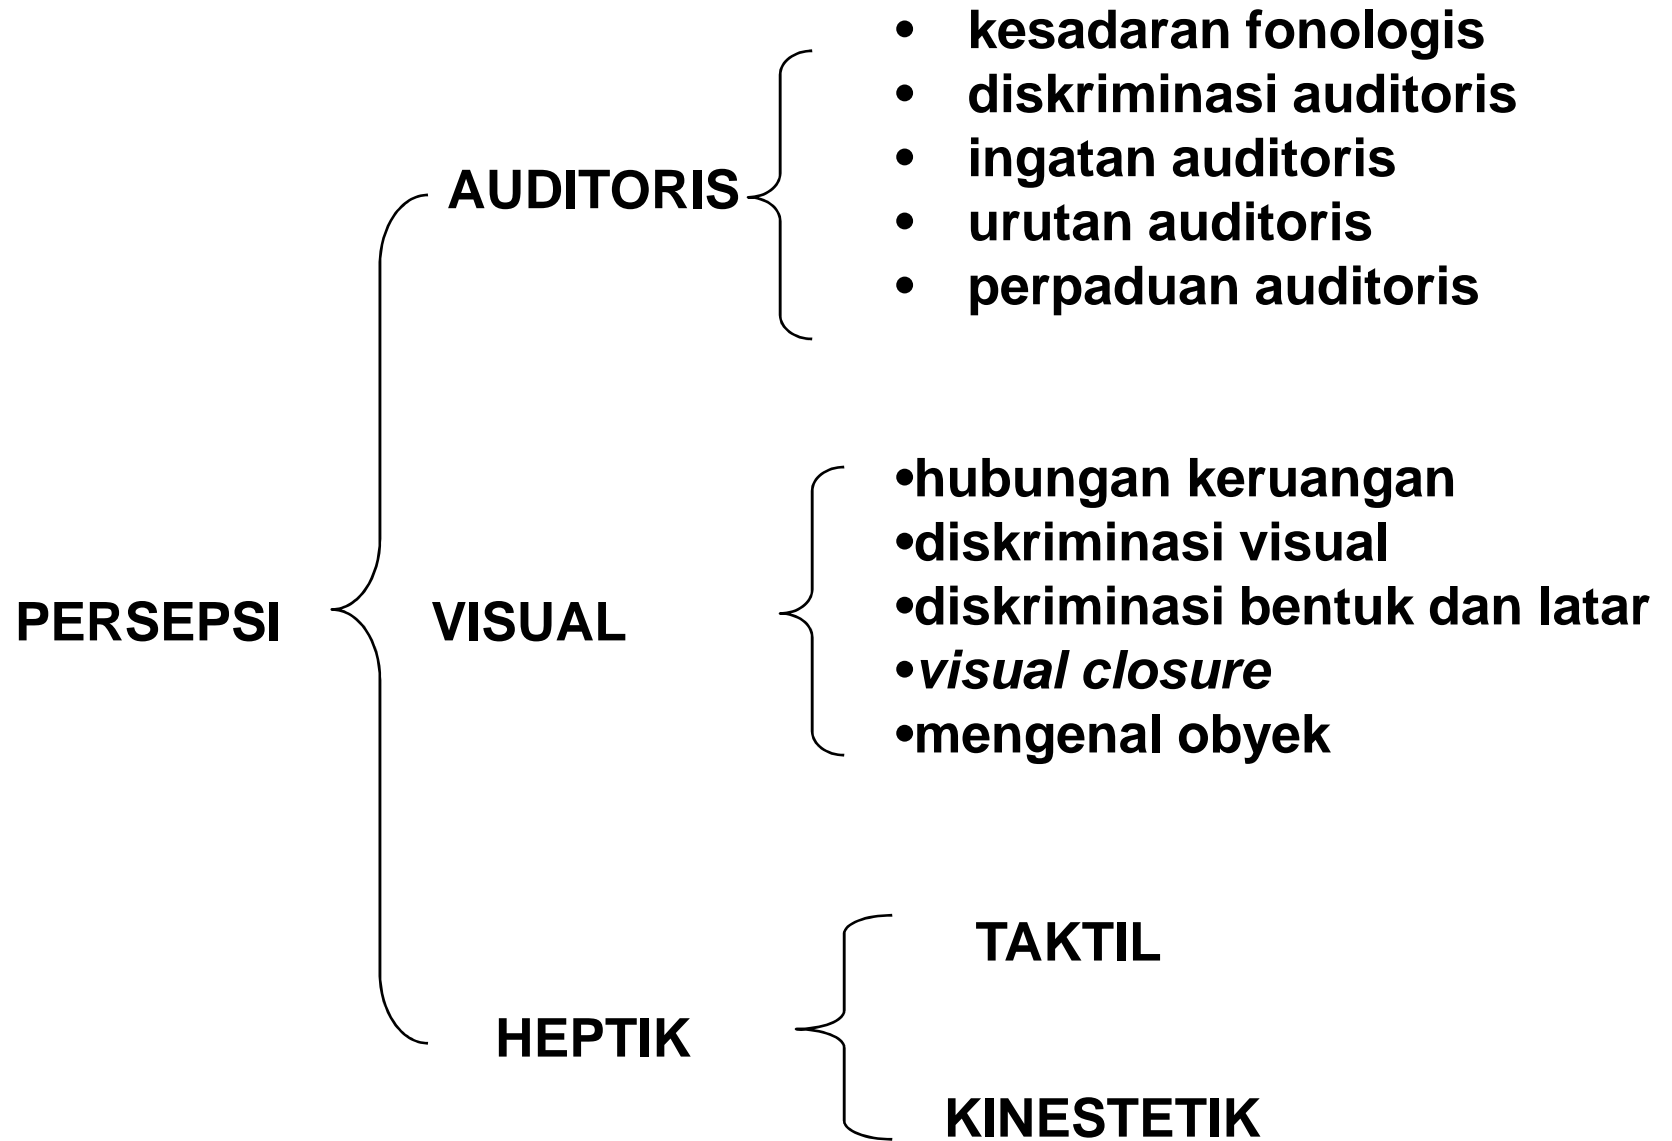 PERSEPSI
AUDITORIS
• kesadaran fonologis
• diskriminasi auditoris
• ingatan auditoris
• urutan auditoris
• perpaduan auditoris
VISUAL
•hubungan keruangan
•diskriminasi visual
•diskriminasi bentuk dan latar
•visual closure
•mengenal obyek
HEPTIK
TAKTIL
KINESTETIK